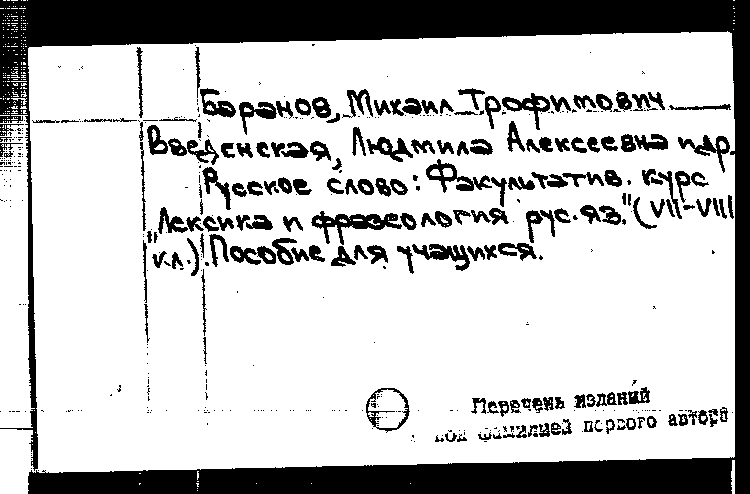 Баранов, Михаил Трофимович.
Введенская, Людмила Алексеевна и др.
Русское слово: Факультатив. курс
„Лексика и фразеология рус. яз." (VII-VIII
кл.). Пособие для учащихся.
Перечень изданий
под фамилией первого автора